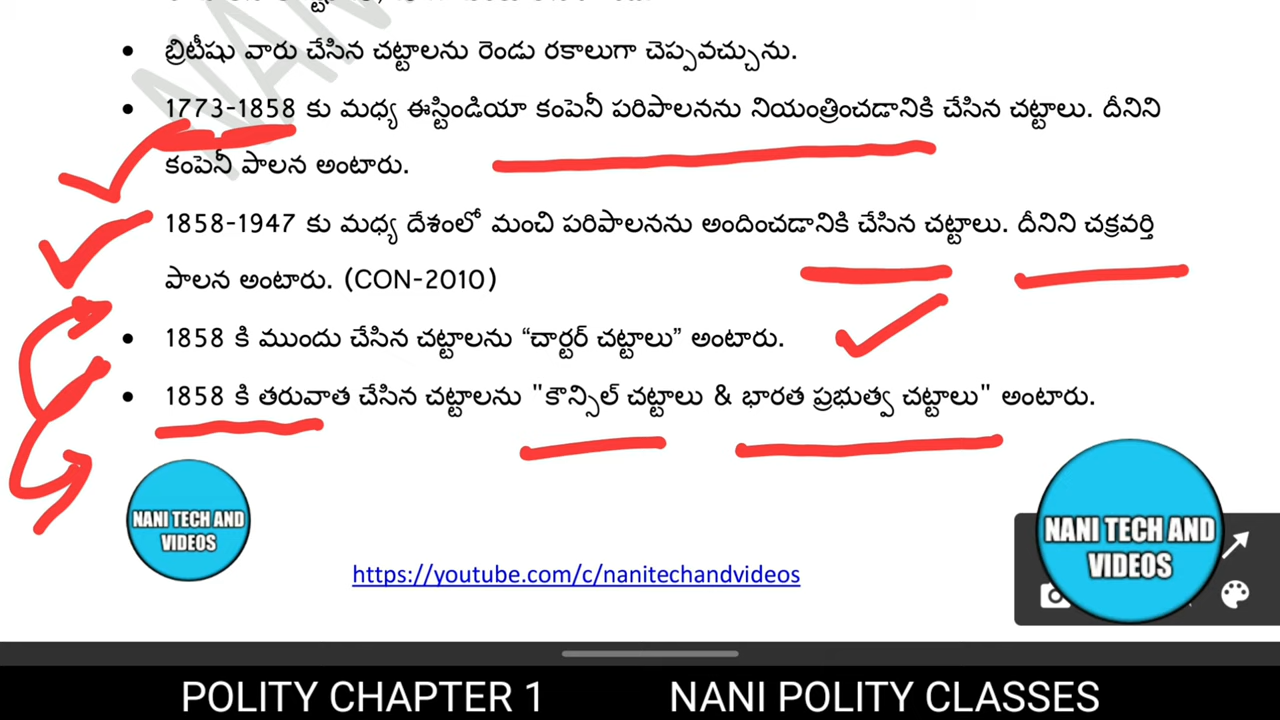 బ్రిటీషు వారు చేసిన చట్టాలను రెండు రకాలుగా చెప్పవచ్చును.
1773-1858 కు మధ్య ఈస్టిండియా కంపెనీ పరిపాలనను నియంత్రించడానికి చేసిన చట్టాలు. దీనిని
కంపెనీ పాలన అంటారు.
1858-1947 కు మధ్య దేశంలో మంచి పరిపాలనను అందించడానికి చేసిన చట్టాలు. దీనిని చక్రవర్తి
పాలన అంటారు. (CON-2010)
1858 కి ముందు చేసిన చట్టాలను “చార్టర్ చట్టాలు” అంటారు.
1858 కి తరువాత చేసిన చట్టాలను "కౌన్సిల్ చట్టాలు & భారత ప్రభుత్వ చట్టాలు" అంటారు.
NANI TECH AND
VIDEOS
NANI TECH AND
VIDEOS
https://youtube.com/c/nanitechandvideos
POLITY CHAPTER 1 NANI POLITY CLASSES